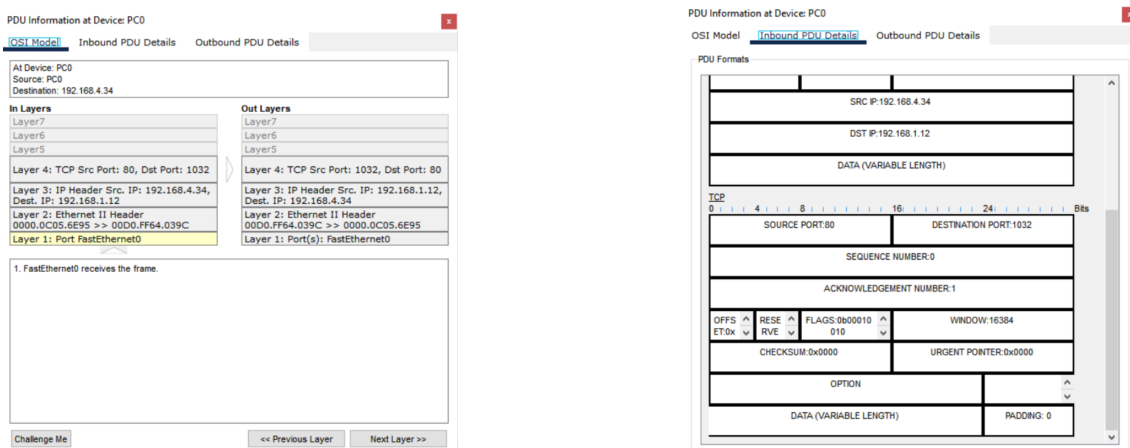 PDU Information at Device: PC0
x
OSI Model Inbound PDU Details Outbound PDU Details
At Device: PC0
Source: PC0
Destination: 192.168.4.34
In Layers
Layer7
Layer6
Layer5
Layer 4: TCP Src Port: 80, Dst Port: 1032
Layer 3: IP Header Src. IP: 192.168.4.34,
Dest. IP: 192.168.1.12
Layer 2: Ethernet II Header
0000.0C05.6E95 >> 00D0.FF64.039C
Layer 1: Port FastEthernet0
Out Layers
Layer7
Layer6
Layer5
Layer 4: TCP Src Port: 1032, Dst Port: 80
Layer 3: IP Header Src. IP: 192.168.1.12,
Dest. IP: 192.168.4.34
Layer 2: Ethernet II Header
00D0.FF64.039C >> 0000.0C05.6E95
Layer 1: Port(s): FastEthernet0
1. FastEthernet0 receives the frame.
Challenge Me
<< Previous Layer
Next Layer >>
PDU Information at Device: PC0
x
OSI Model Inbound PDU Details Outbound PDU Details
PDU Formats
SRC IP:192.168.4.34
DST IP:192.168.1.12
DATA (VARIABLE LENGTH)
TCP
0 4 8 16 24 Bits
SOURCE PORT:80 DESTINATION PORT:1032
SEQUENCE NUMBER:0
ACKNOWLEDGEMENT NUMBER:1
OFFS
ET:0x
RESE
RVE
FLAGS:0b00010
010
WINDOW:16384
CHECKSUM:0x0000 URGENT POINTER:0x0000
OPTION
DATA (VARIABLE LENGTH) PADDING: 0